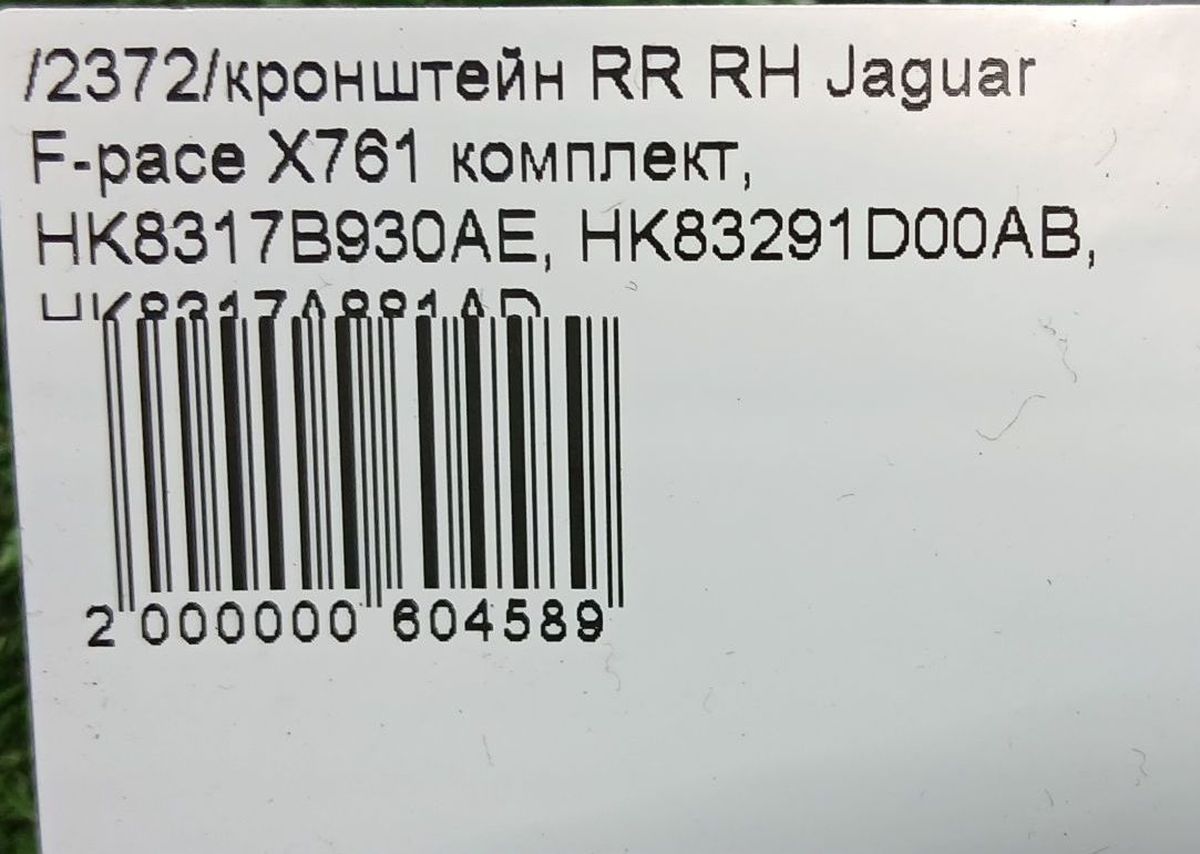 /2372/кронштейн RR RH Jaguar
F-pace X761 комплект,
HK8317B930AE, HK83291D00AB,
2 000000 604589